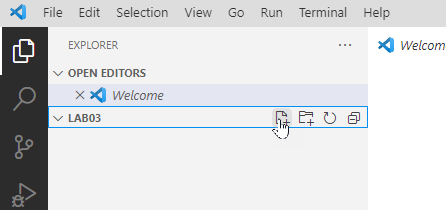 File Edit Selection View Go Run Terminal Help
EXPLORER
Welcom
OPEN EDITORS
Welcome
LAB03